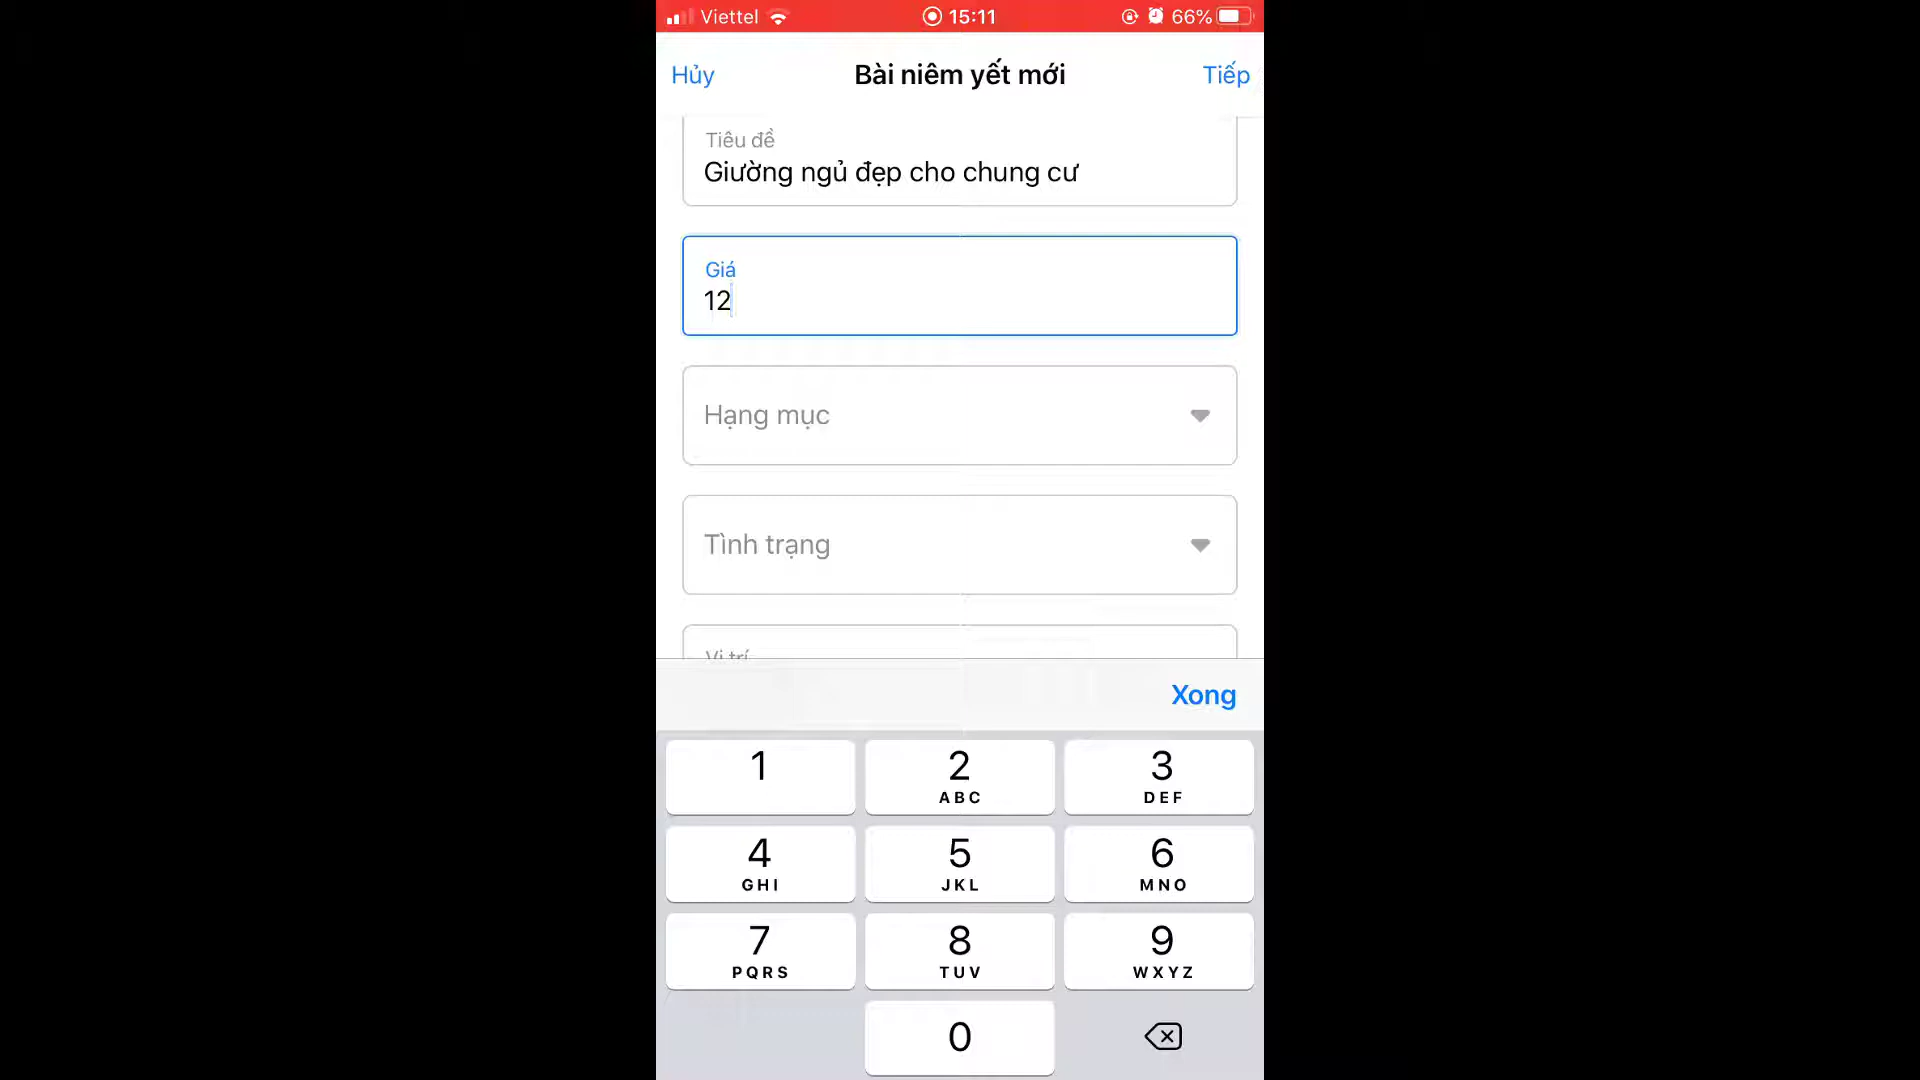 Viettel 15:11 66%
Hủy Bài niêm yết mới Tiếp
Tiêu đề
Giường ngủ đẹp cho chung cư
Giá
12
Hạng mục
Tình trạng
Vị trí
Xong
1 2 3
ABC DEF
4 5 6
GHI JKL MNO
7 8 9
PQRS TUV WXYZ
0